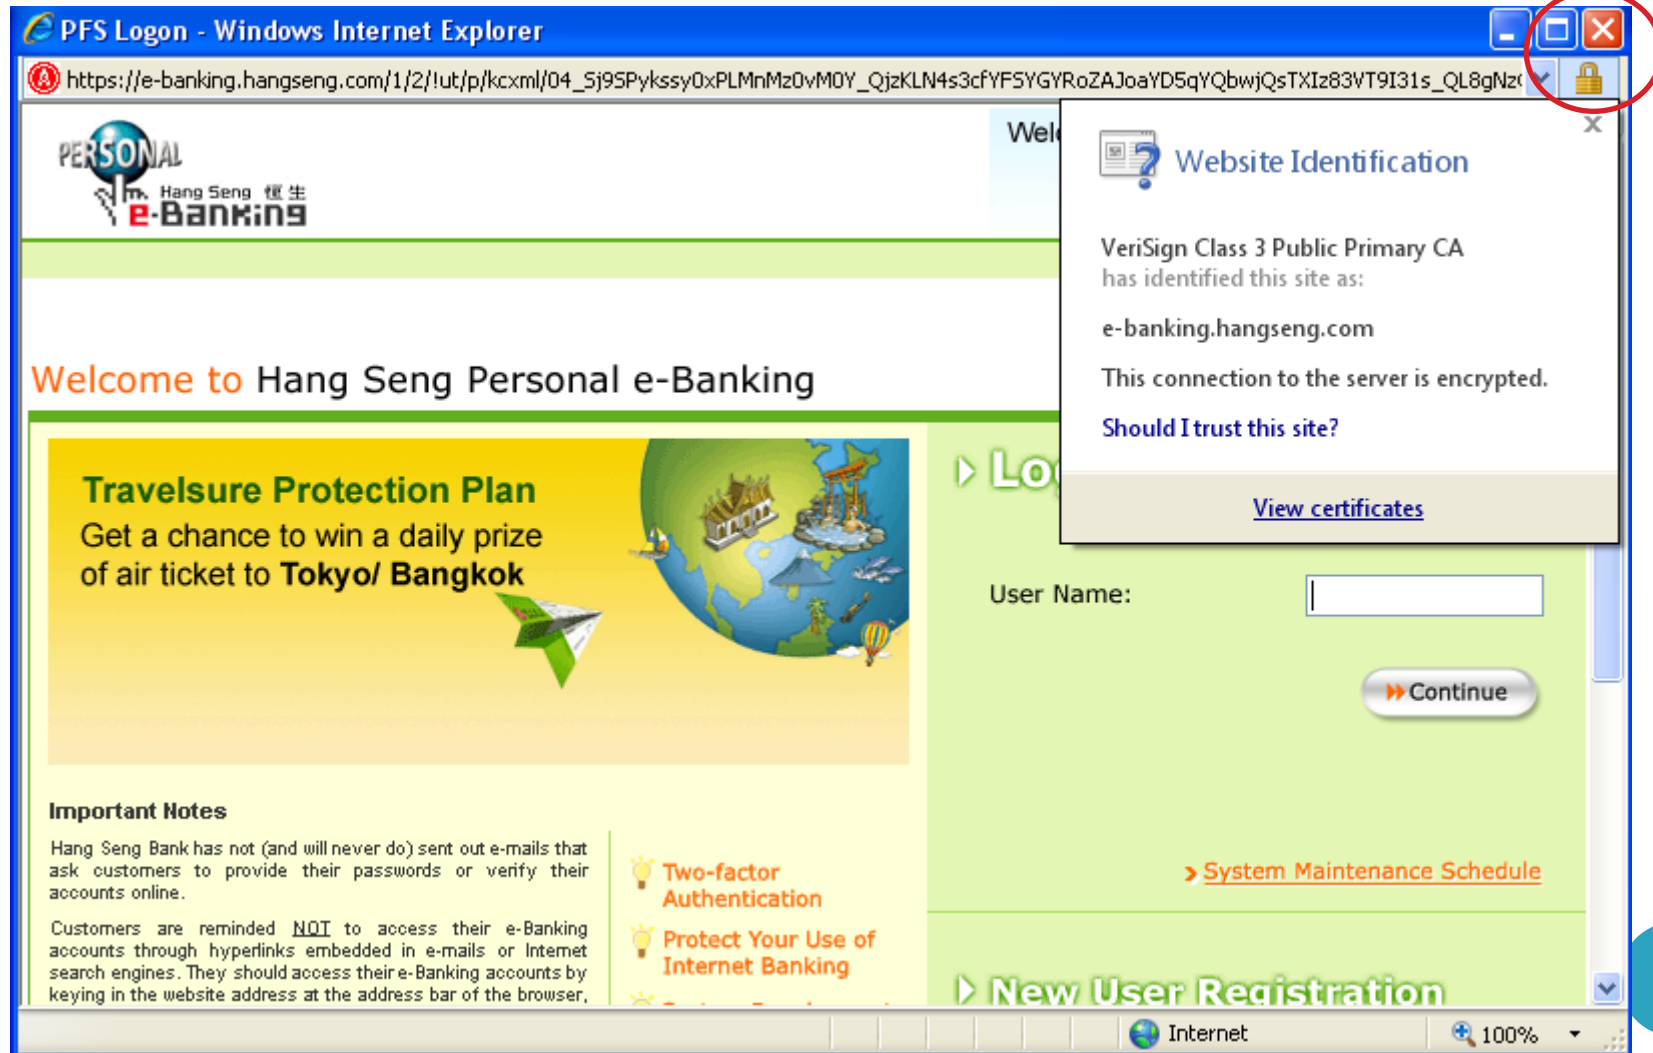 PFS Logon - Windows Internet Explorer
https://e-banking.hangseng.com/1/2/!ut/p/kcxml/04_Sj9SPykssy0xPLMnMz0vM0Y_QjzKLN4s3cfYFSYGYRoZAJoaYD5qYQbwjQsTXIz83VT9I31s_QL8gNz
PERSONAL
Hang Seng 恒生
e-Banking
Website Identification
VeriSign Class 3 Public Primary CA
has identified this site as:
e-banking.hangseng.com
This connection to the server is encrypted.
Should I trust this site?
View certificates
Welcome to Hang Seng Personal e-Banking
Travelsure Protection Plan
Get a chance to win a daily prize
of air ticket to Tokyo/ Bangkok
User Name:
Continue
System Maintenance Schedule
New User Registration
Important Notes
Hang Seng Bank has not (and will never do) sent out e-mails that
ask customers to provide their passwords or verify their
accounts online.
Customers are reminded NOT to access their e-Banking
accounts through hyperlinks embedded in e-mails or Internet
search engines. They should access their e-Banking accounts by
keying in the website address at the address bar of the browser,
Two-factor
Authentication
Protect Your Use of
Internet Banking
Internet
100%